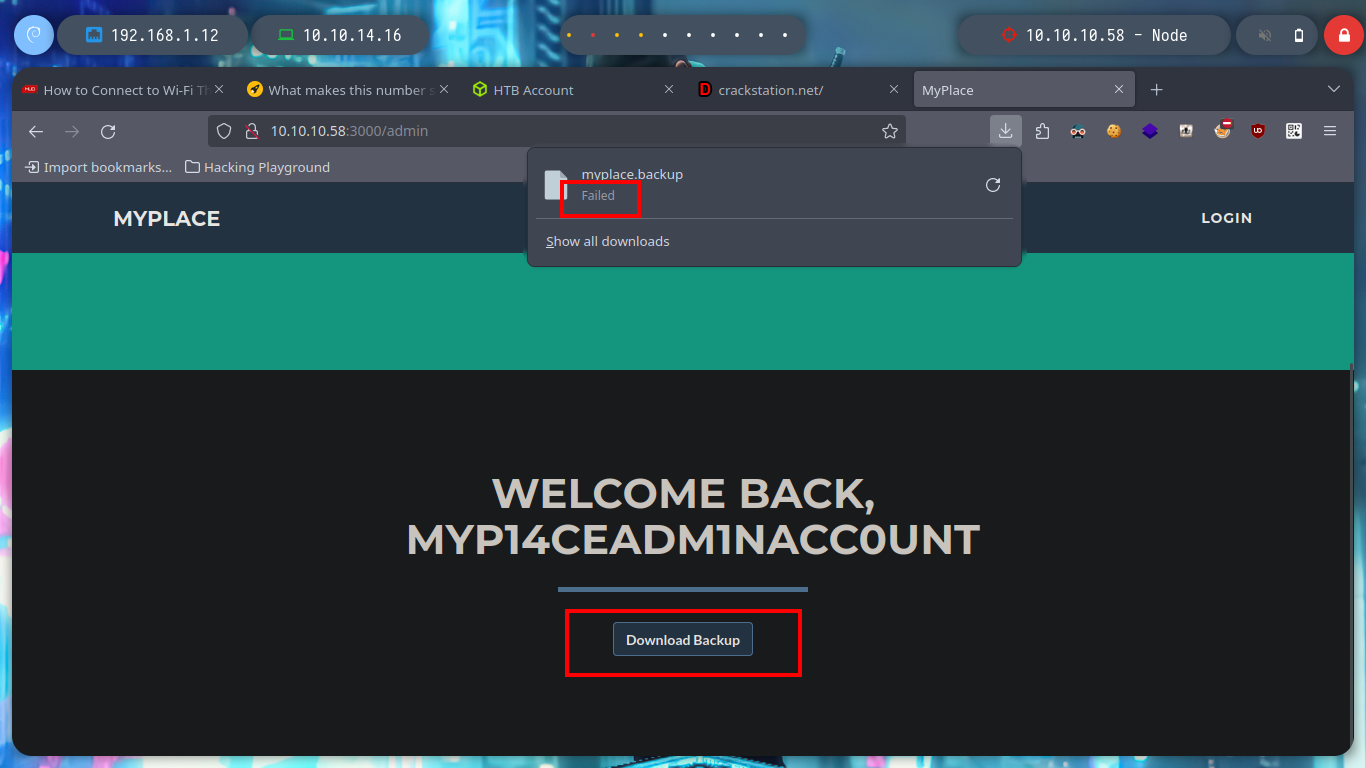 192.168.1.12
10.10.14.16
10.10.10.58 - Node
How to Connect to Wi-Fi Th
What makes this number s
HTB Account
crackstation.net/
MyPlace
10.10.10.58:3000/admin
Import bookmarks...
Hacking Playground
myplace.backup
Failed
Show all downloads
MYPLACE
LOGIN
WELCOME BACK,
MYP14CEADM1NACC0UNT
Download Backup